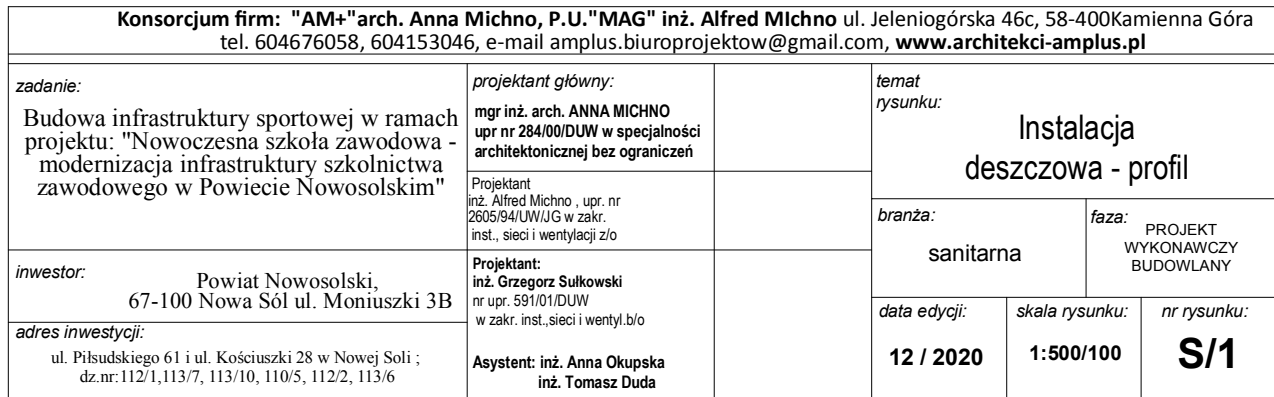 Konsorcjum firm: "AM+"arch. Anna Michno, P.U."MAG" inż. Alfred MIchno ul. Jeleniogórska 46c, 58-400Kamienna Góra
tel. 604676058, 604153046, e-mail amplus.biuroprojektow@gmail.com, www.architekci-amplus.pl
zadanie:
Budowa infrastruktury sportowej w ramach
projektu: "Nowoczesna szkoła zawodowa -
modernizacja infrastruktury szkolnictwa
zawodowego w Powiecie Nowosolskim"
inwestor:
Powiat Nowosolski,
67-100 Nowa Sól ul. Moniuszki 3B
adres inwestycji:
ul. Piłsudskiego 61 i ul. Kościuszki 28 w Nowej Soli ;
dz.nr:112/1,113/7, 113/10, 110/5, 112/2, 113/6
projektant główny:
mgr inż. arch. ANNA MICHNO
upr nr 284/00/DUW w specjalności
architektonicznej bez ograniczeń
Projektant
inż. Alfred Michno , upr. nr
2605/94/UW/JG w zakr.
inst., sieci i wentylacji z/o
Projektant:
inż. Grzegorz Sułkowski
nr upr. 591/01/DUW
w zakr. inst.,sieci i wentyl.b/o
Asystent: inż. Anna Okupska
inż. Tomasz Duda
temat
rysunku:
Instalacja
deszczowa - profil
branża:
sanitarna
faza:
PROJEKT
WYKONAWCZY
BUDOWLANY
data edycji:
12 / 2020
skala rysunku:
1:500/100
nr rysunku:
S/1